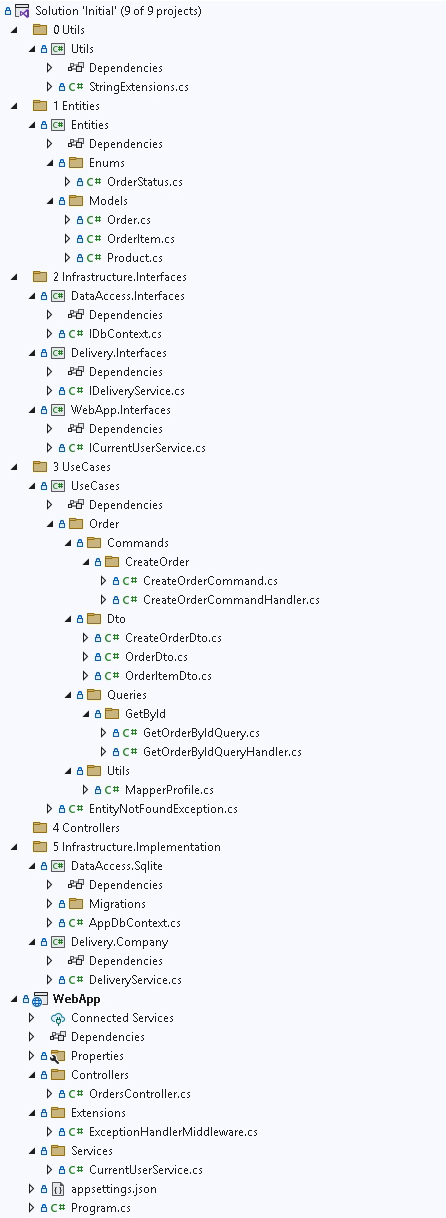 Solution 'Initial' (9 of 9 projects)
0 Utils
C# Utils
Dependencies
C# StringExtensions.cs
1 Entities
C# Entities
Dependencies
Enums
C# OrderStatus.cs
Models
C# Order.cs
C# OrderItem.cs
C# Product.cs
2 Infrastructure.Interfaces
C# DataAccess.Interfaces
Dependencies
C# IDbContext.cs
C# Delivery.Interfaces
Dependencies
C# IDeliveryService.cs
C# WebApp.Interfaces
Dependencies
C# ICurrentUserService.cs
3 UseCases
C# UseCases
Dependencies
Order
Commands
CreateOrder
C# CreateOrderCommand.cs
C# CreateOrderCommandHandler.cs
Dto
C# CreateOrderDto.cs
C# OrderDto.cs
C# OrderItemDto.cs
Queries
GetById
C# GetOrderByIdQuery.cs
C# GetOrderByIdQueryHandler.cs
Utils
C# MapperProfile.cs
C# EntityNotFoundException.cs
4 Controllers
5 Infrastructure.Implementation
C# DataAccess.Sqlite
Dependencies
Migrations
C# AppDbContext.cs
C# Delivery.Company
Dependencies
C# DeliveryService.cs
WebApp
Connected Services
Dependencies
Properties
Controllers
C# OrdersController.cs
Extensions
C# ExceptionHandlerMiddleware.cs
Services
C# CurrentUserService.cs
appsettings.json
C# Program.cs